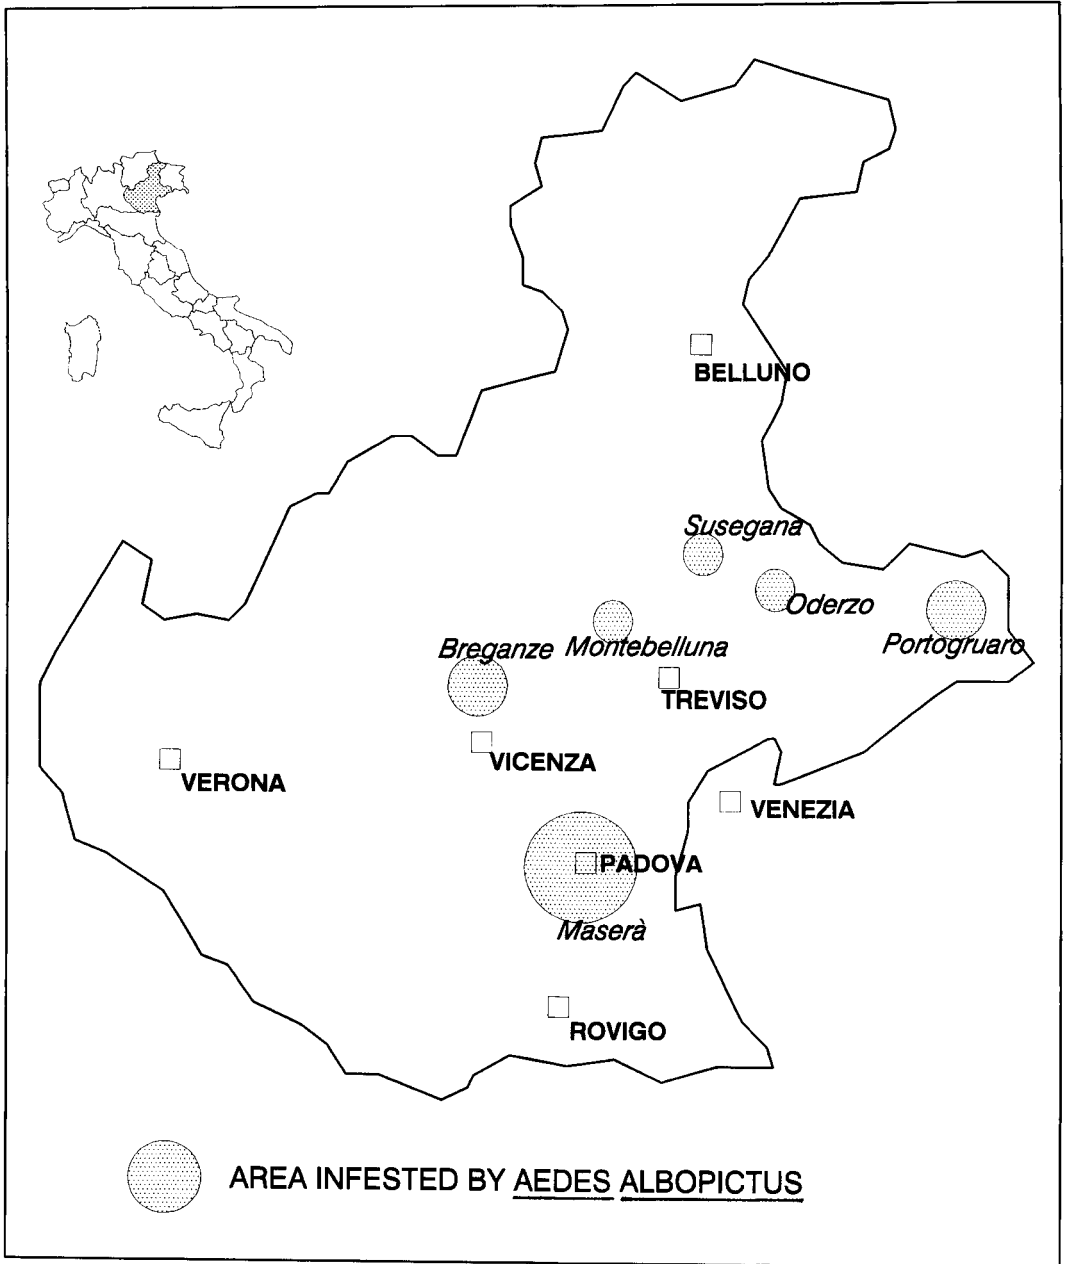 BELLUNO
Susegana
Oderzo
Portogruaro
Breganze
Montebelluna
TREVISO
VICENZA
VERONA
VENEZIA
PADOVA
Maserà
ROVIGO
AREA INFESTED BY AEDES ALBOPICTUS